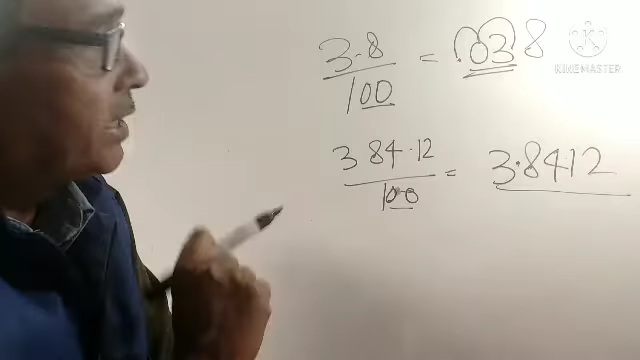 3.8/100 = .038
384.12/100 = 3.8412
KINEMASTER